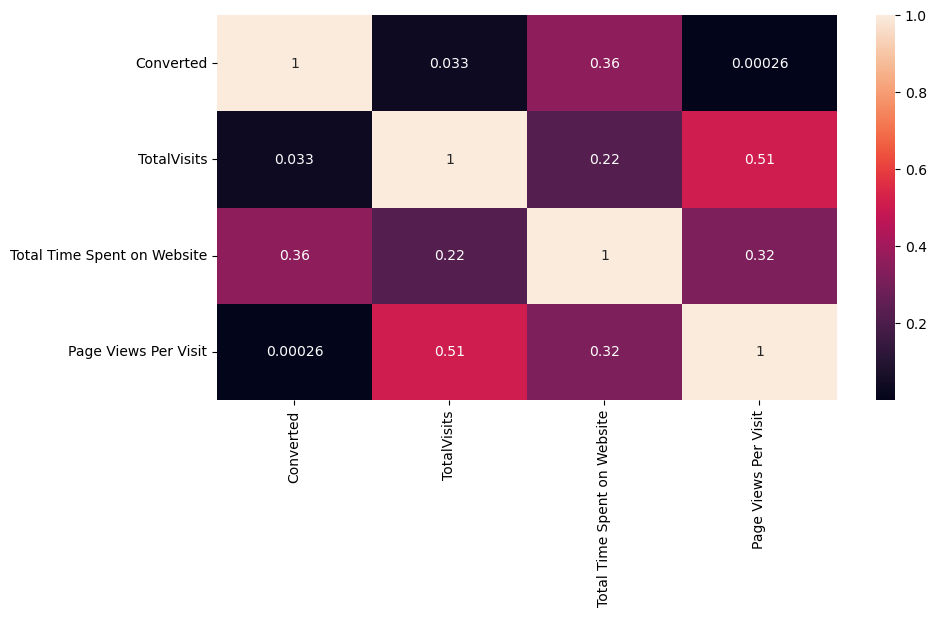 Converted 1 0.033 0.36 0.00026
TotalVisits 0.033 1 0.22 0.51
Total Time Spent on Website 0.36 0.22 1 0.32
Page Views Per Visit 0.00026 0.51 0.32 1
Converted
TotalVisits
Total Time Spent on Website
Page Views Per Visit
1.0
0.8
0.6
0.4
0.2